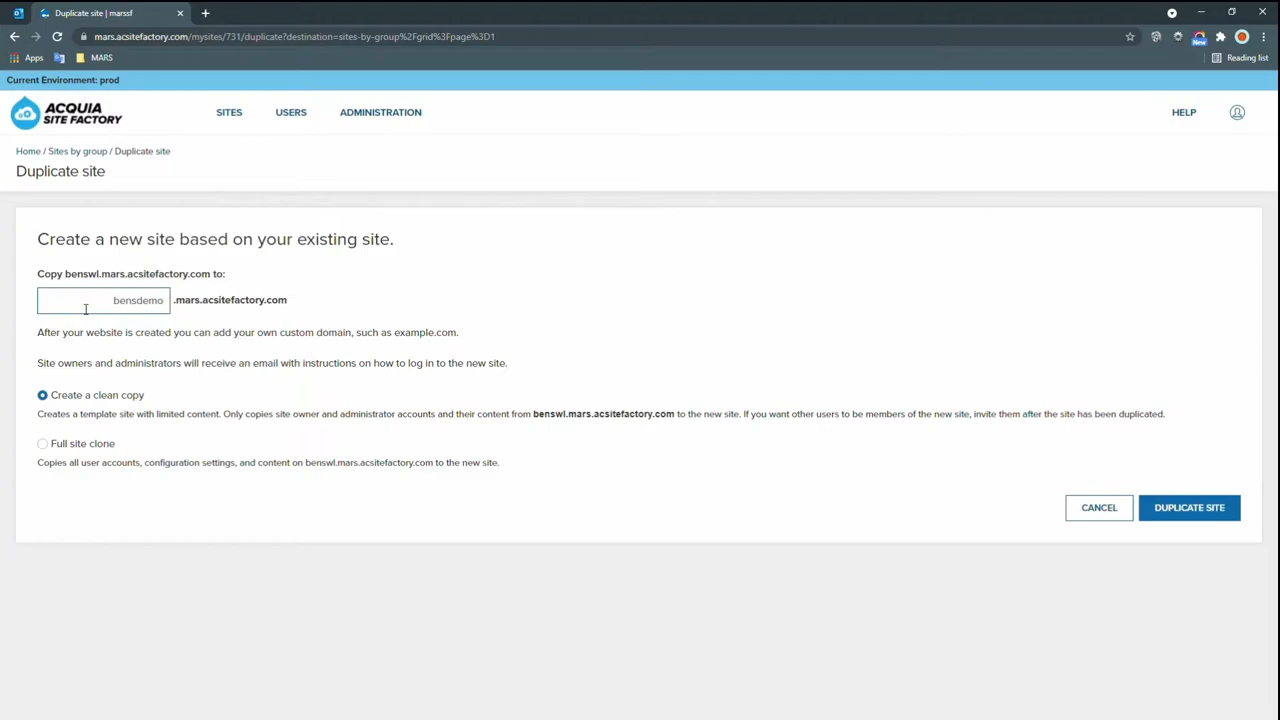 Duplicate site | marssf
mars.acsitefactory.com/mysites/731/duplicate?destination=sites-by-group%2Fgrid%3Fpage%3D1
New
Apps
MARS
Reading list
Current Environment: prod
ACQUIA
SITE FACTORY
SITES
USERS
ADMINISTRATION
HELP
Home / Sites by group / Duplicate site
Duplicate site
Create a new site based on your existing site.
Copy benswl.mars.acsitefactory.com to:
bensdemo .mars.acsitefactory.com
After your website is created you can add your own custom domain, such as example.com.
Site owners and administrators will receive an email with instructions on how to log in to the new site.
Create a clean copy
Creates a template site with limited content. Only copies site owner and administrator accounts and their content from benswl.mars.acsitefactory.com to the new site. If you want other users to be members of the new site, invite them after the site has been duplicated.
Full site clone
Copies all user accounts, configuration settings, and content on benswl.mars.acsitefactory.com to the new site.
CANCEL
DUPLICATE SITE